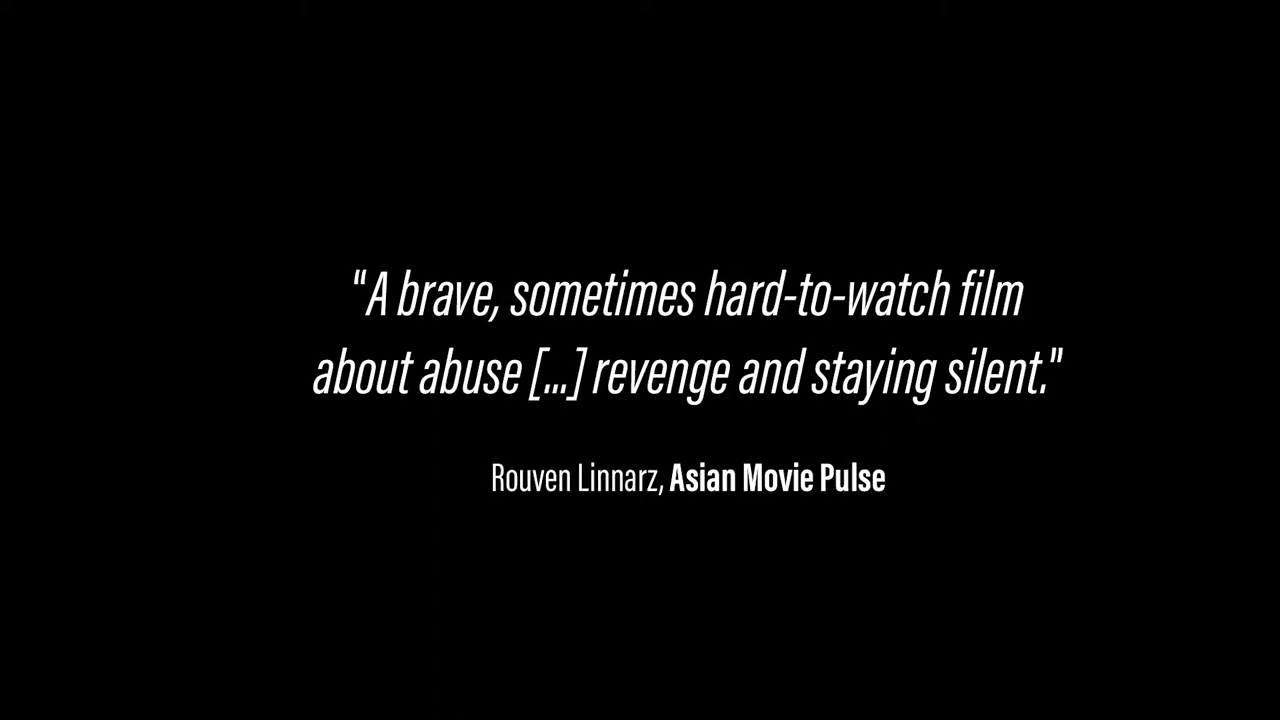 "A brave, sometimes hard-to-watch film
about abuse [...] revenge and staying silent."
Rouven Linnarz, Asian Movie Pulse